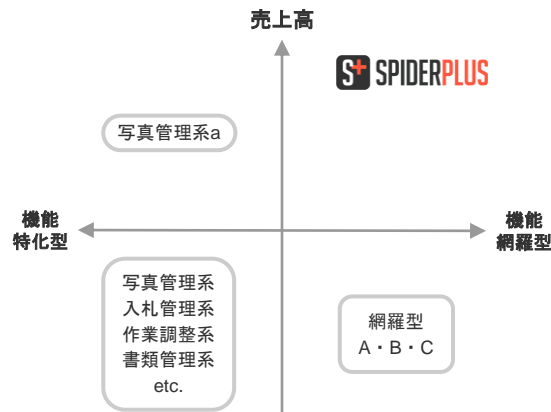 売上高
S+ SPIDERPLUS
写真管理系a
機能
特化型
機能
網羅型
写真管理系
入札管理系
作業調整系
書類管理系
etc.
網羅型
A・B・C